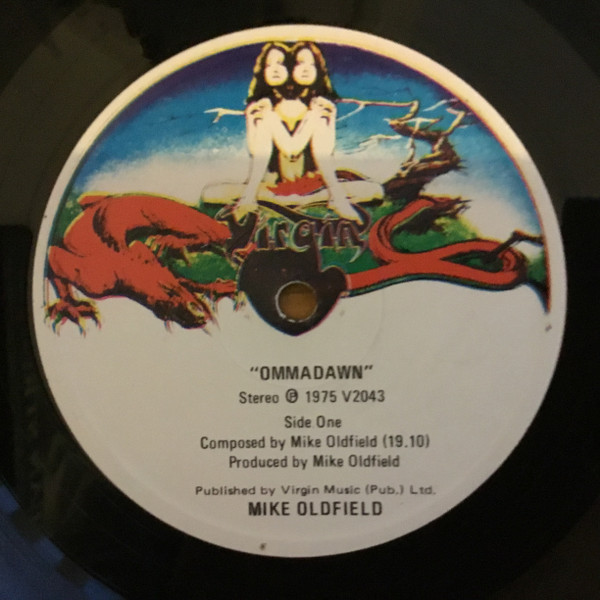 Virgin
"OMMADAWN"
Stereo ℗ 1975 V2043
Side One
Composed by Mike Oldfield (19.10)
Produced by Mike Oldfield
Published by Virgin Music (Pub.) Ltd.
MIKE OLDFIELD